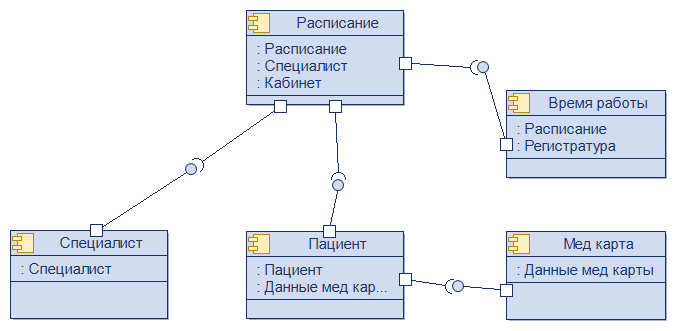 Расписание
: Расписание
: Специалист
: Кабинет
Время работы
: Расписание
: Регистратура
Специалист
: Специалист
Пациент
: Пациент
: Данные мед кар...
Мед карта
: Данные мед карты